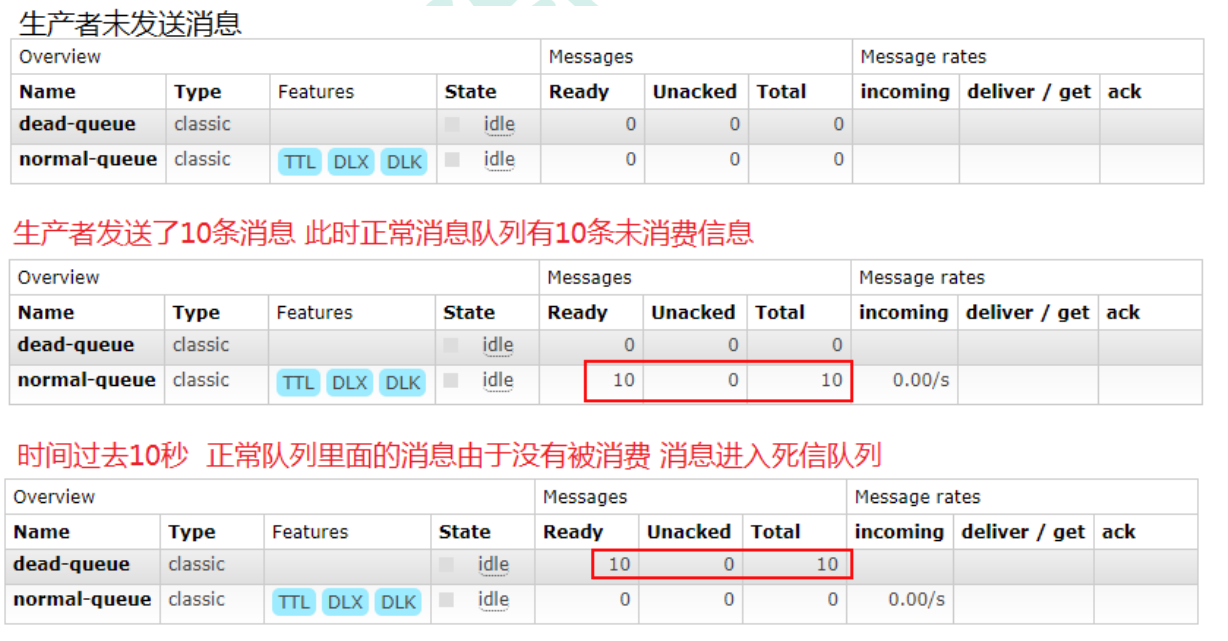 生产者未发送消息
Overview Messages Message rates
Name Type Features State Ready Unacked Total incoming deliver / get ack
dead-queue classic idle 0 0 0
normal-queue classic TTL DLX DLK idle 0 0 0
生产者发送了10条消息 此时正常消息队列有10条未消费信息
Overview Messages Message rates
Name Type Features State Ready Unacked Total incoming deliver / get ack
dead-queue classic idle 0 0 0
normal-queue classic TTL DLX DLK idle 10 0 10 0.00/s
时间过去10秒 正常队列里面的消息由于没有被消费 消息进入死信队列
Overview Messages Message rates
Name Type Features State Ready Unacked Total incoming deliver / get ack
dead-queue classic idle 10 0 10
normal-queue classic TTL DLX DLK idle 0 0 0 0.00/s